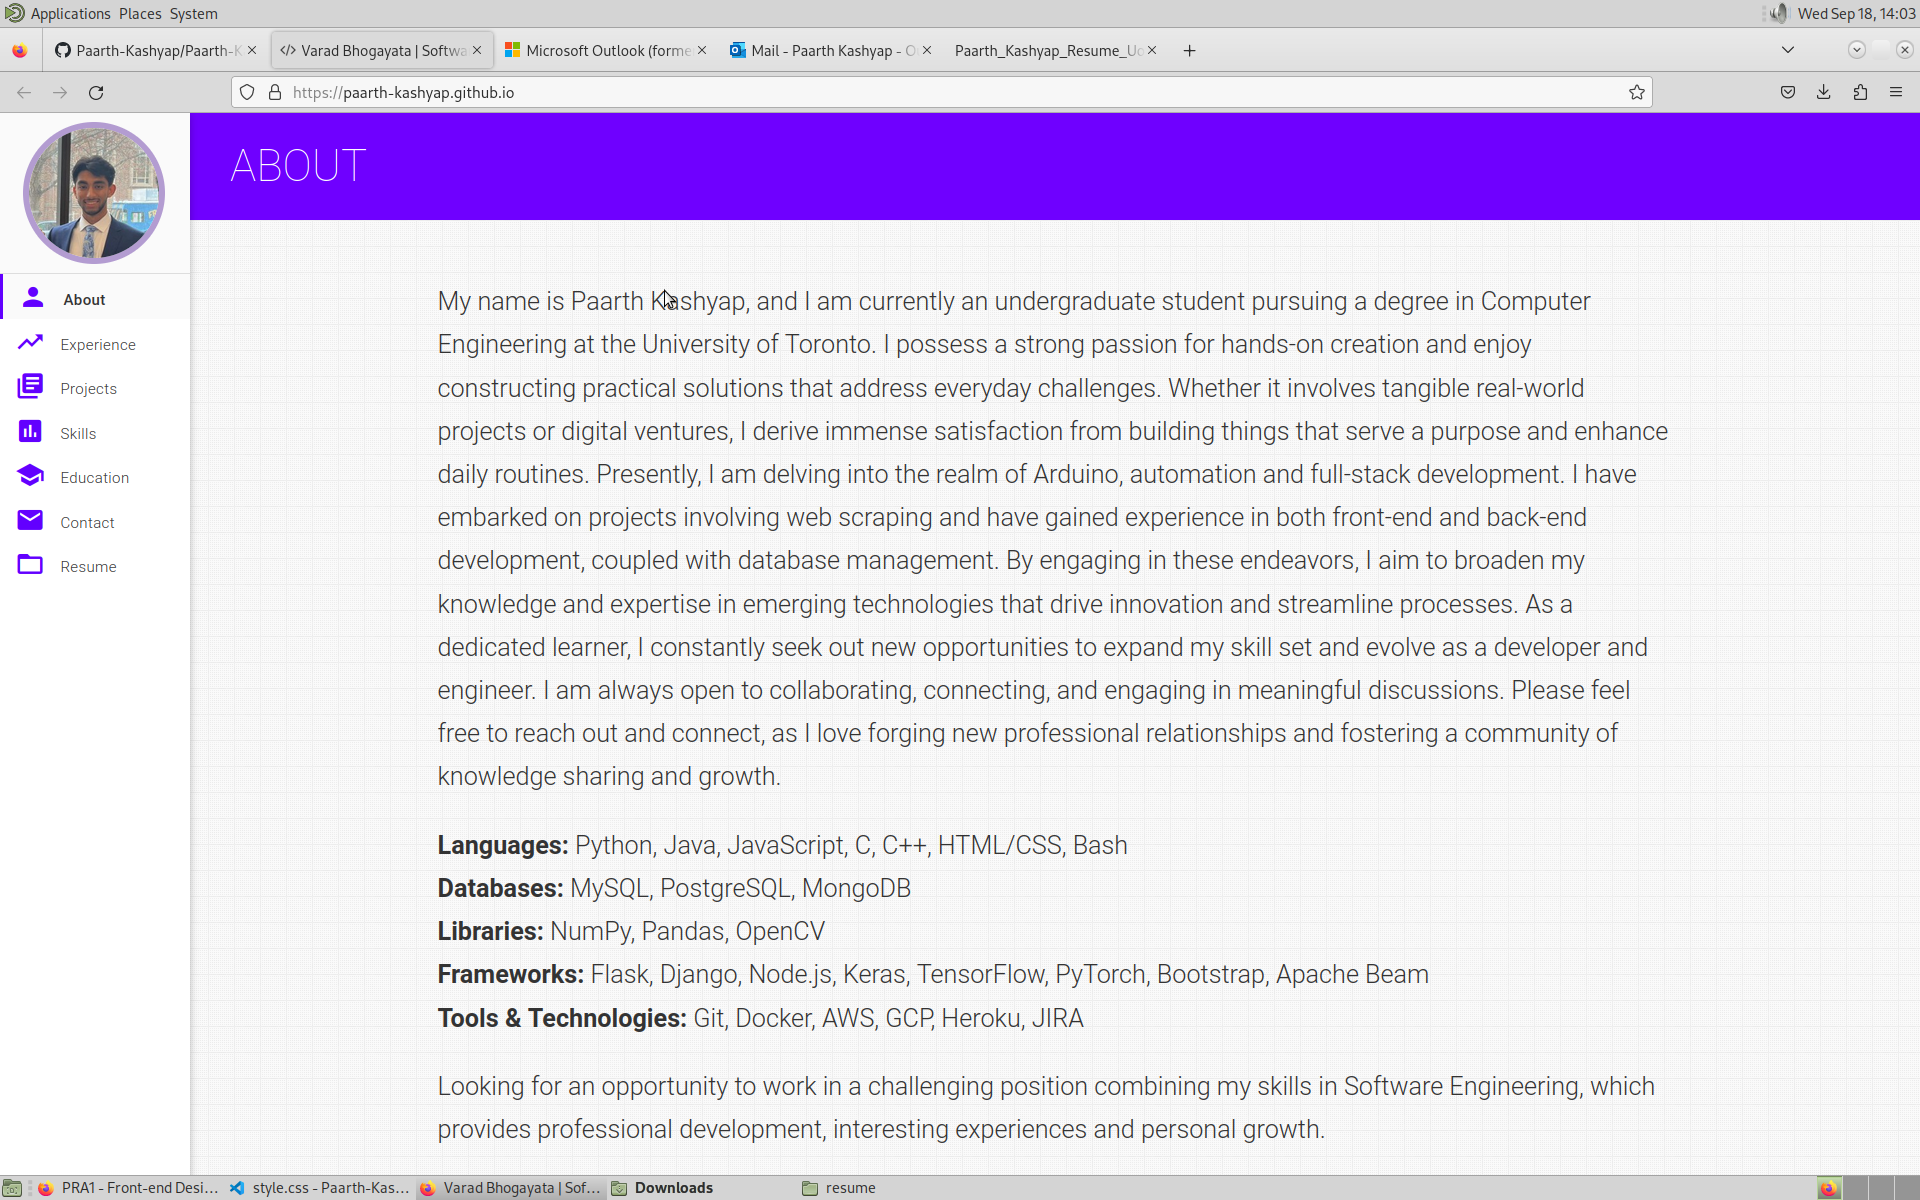 Applications Places System
Wed Sep 18, 14:03
Paarth-Kashyap/Paarth-K
Varad Bhogayata | Softwa
Microsoft Outlook (forme
Mail - Paarth Kashyap - O
Paarth_Kashyap_Resume_Uo
https://paarth-kashyap.github.io
ABOUT
About
Experience
Projects
Skills
Education
Contact
Resume
My name is Paarth Kashyap, and I am currently an undergraduate student pursuing a degree in Computer
Engineering at the University of Toronto. I possess a strong passion for hands-on creation and enjoy
constructing practical solutions that address everyday challenges. Whether it involves tangible real-world
projects or digital ventures, I derive immense satisfaction from building things that serve a purpose and enhance
daily routines. Presently, I am delving into the realm of Arduino, automation and full-stack development. I have
embarked on projects involving web scraping and have gained experience in both front-end and back-end
development, coupled with database management. By engaging in these endeavors, I aim to broaden my
knowledge and expertise in emerging technologies that drive innovation and streamline processes. As a
dedicated learner, I constantly seek out new opportunities to expand my skill set and evolve as a developer and
engineer. I am always open to collaborating, connecting, and engaging in meaningful discussions. Please feel
free to reach out and connect, as I love forging new professional relationships and fostering a community of
knowledge sharing and growth.
Languages: Python, Java, JavaScript, C, C++, HTML/CSS, Bash
Databases: MySQL, PostgreSQL, MongoDB
Libraries: NumPy, Pandas, OpenCV
Frameworks: Flask, Django, Node.js, Keras, TensorFlow, PyTorch, Bootstrap, Apache Beam
Tools & Technologies: Git, Docker, AWS, GCP, Heroku, JIRA
Looking for an opportunity to work in a challenging position combining my skills in Software Engineering, which
provides professional development, interesting experiences and personal growth.
PRA1 - Front-end Desi...
style.css - Paarth-Kas...
Varad Bhogayata | Sof...
Downloads
resume